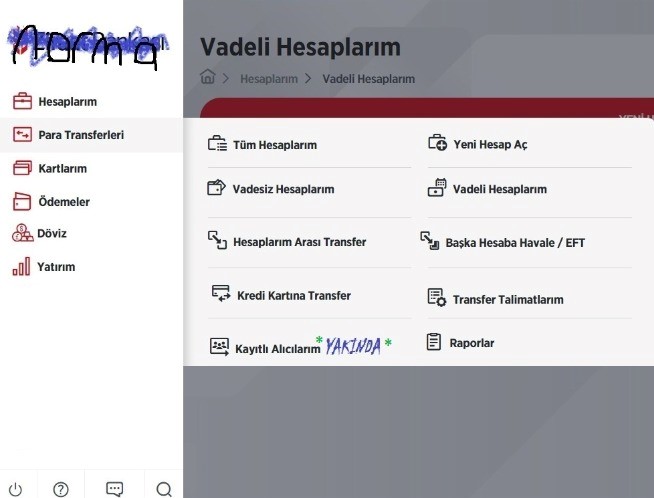 norma
Vadeli Hesaplarım
Hesaplarım > Vadeli Hesaplarım
Hesaplarım
Para Transferleri
Kartlarım
Ödemeler
Döviz
Yatırım
Tüm Hesaplarım
Yeni Hesap Aç
Vadesiz Hesaplarım
Vadeli Hesaplarım
Hesaplarım Arası Transfer
Başka Hesaba Havale / EFT
Kredi Kartına Transfer
Transfer Talimatlarım
Kayıtlı Alıcılarım *YAKINDA*
Raporlar